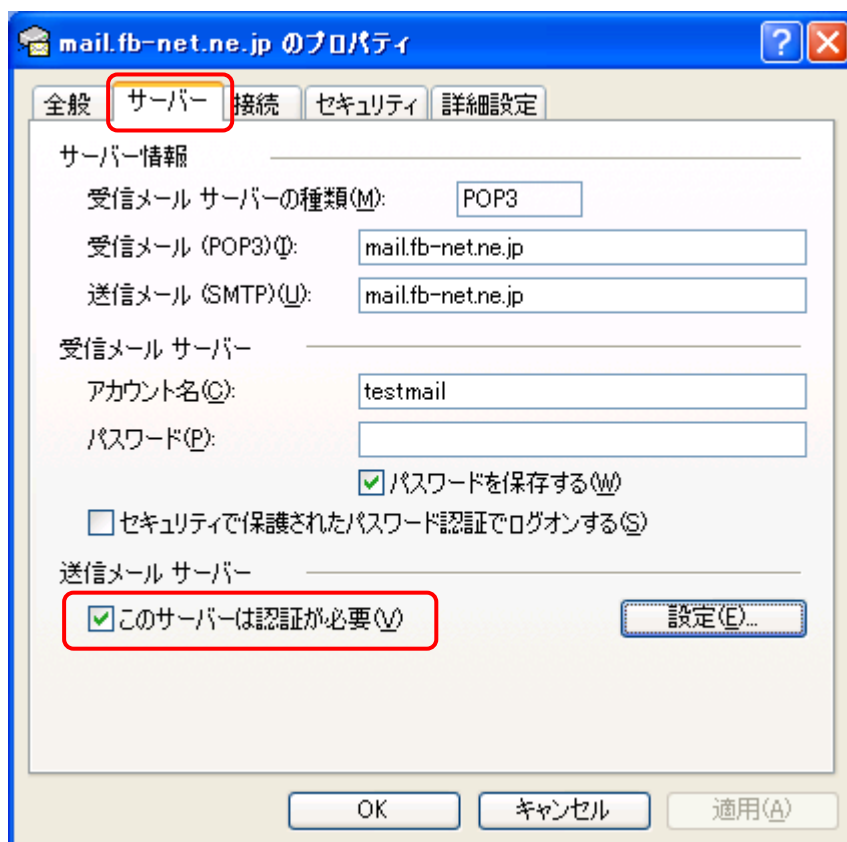 mail.fb-net.ne.jp のプロパティ
全般 サーバー 接続 セキュリティ 詳細設定
サーバー情報
受信メール サーバーの種類(M): POP3
受信メール (POP3)(I): mail.fb-net.ne.jp
送信メール (SMTP)(U): mail.fb-net.ne.jp
受信メール サーバー
アカウント名(C): testmail
パスワード(P):
パスワードを保存する(W)
セキュリティで保護されたパスワード認証でログオンする(S)
送信メール サーバー
このサーバーは認証が必要(V) 設定(E)...
OK キャンセル 適用(A)